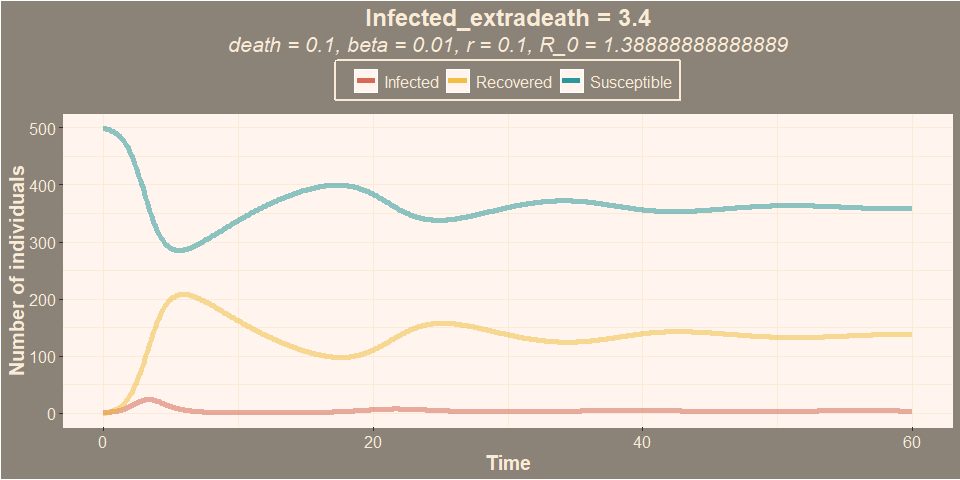 Infected_extradeath = 3.4
death = 0.1, beta = 0.01, r = 0.1, R_0 = 1.38888888888889
Infected Recovered Susceptible
Number of individuals
500
400
300
200
100
0
0 20 40 60
Time